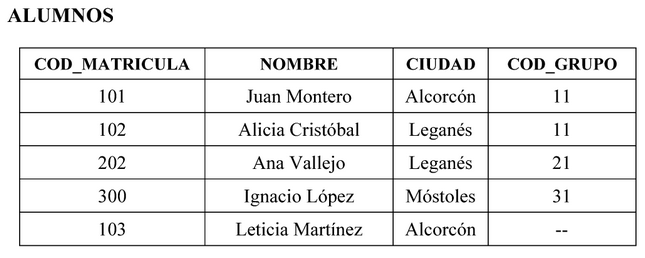 ALUMNOS
COD_MATRICULA NOMBRE CIUDAD COD_GRUPO
101 Juan Montero Alcorcón 11
102 Alicia Cristóbal Leganés 11
202 Ana Vallejo Leganés 21
300 Ignacio López Móstoles 31
103 Leticia Martínez Alcorcón --